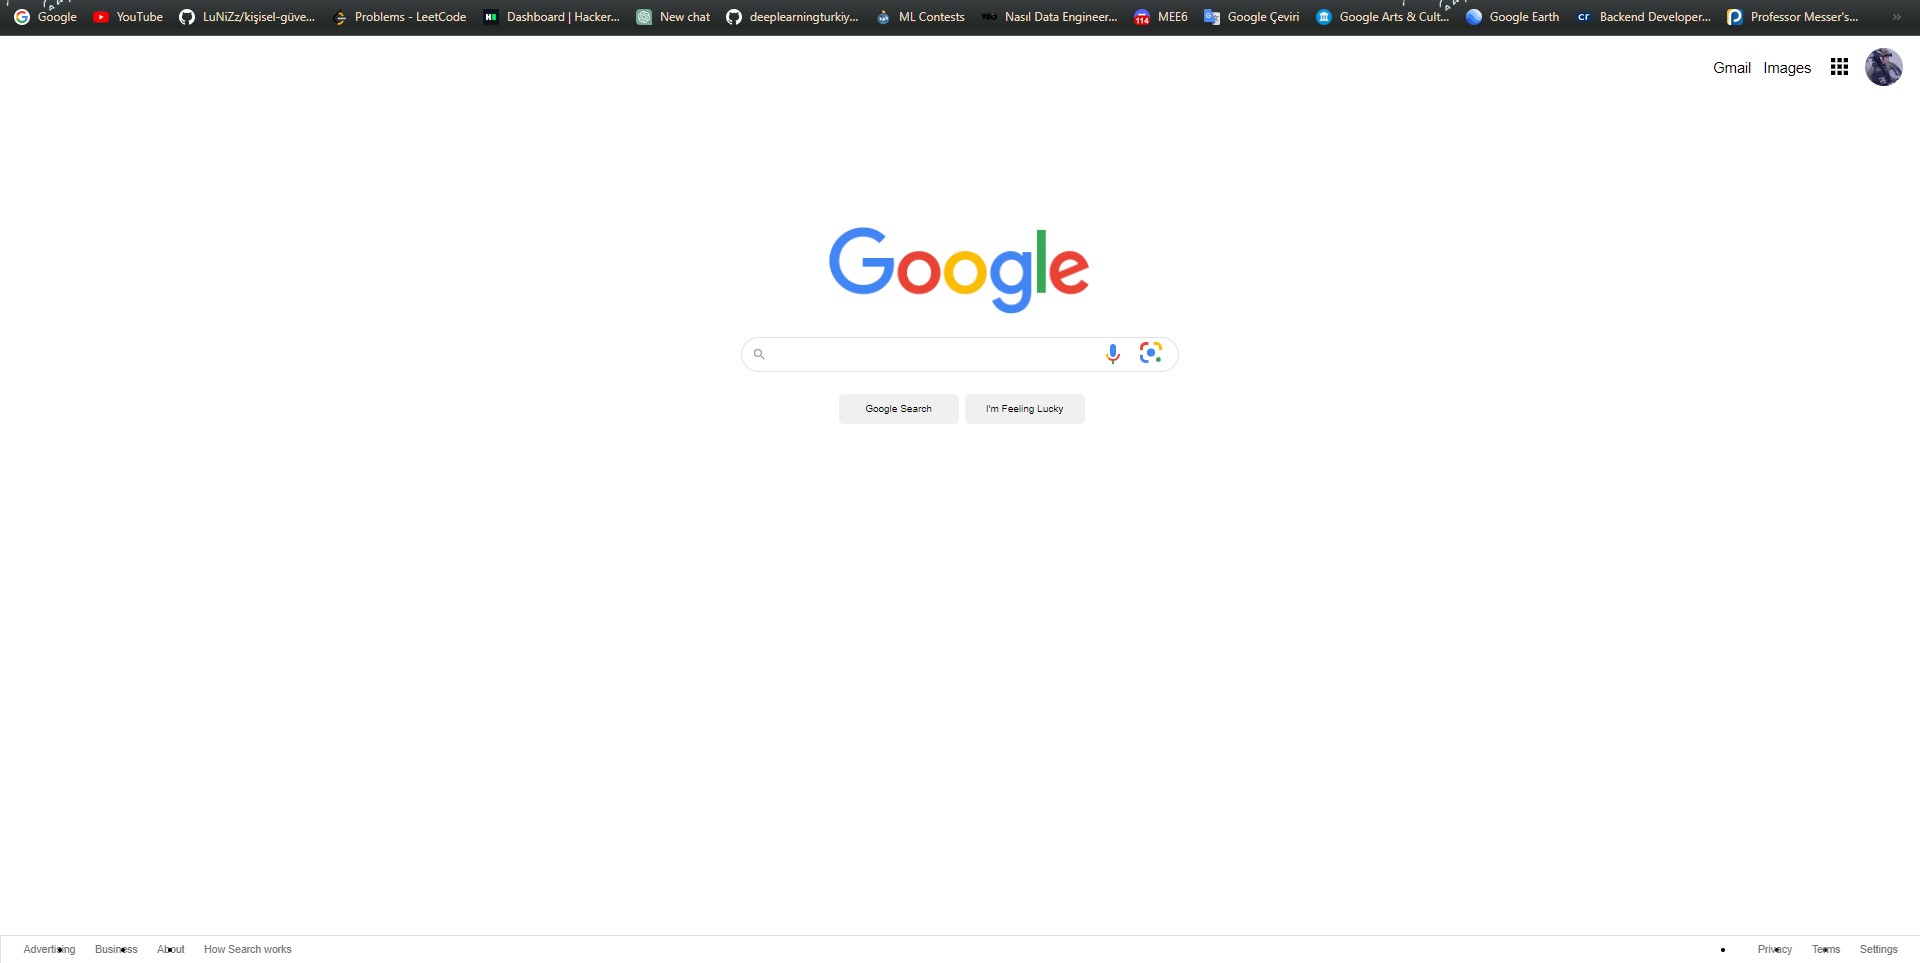 Google YouTube LuNiZz/kişisel-güve... Problems - LeetCode Dashboard | Hacker... New chat deeplearningturkiy... ML Contests Nasıl Data Engineer... 114 MEE6 Google Çeviri Google Arts & Cult... Google Earth cr Backend Developer... Professor Messer's... »
Gmail Images
Google
Google Search I'm Feeling Lucky
Advertising Business About How Search works Privacy Terms Settings